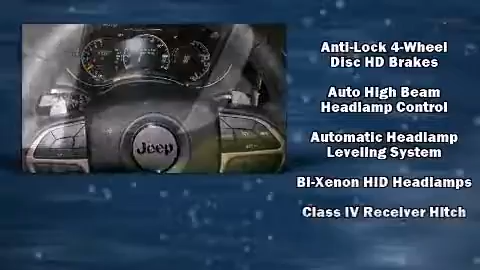 Jeep
Anti-Lock 4-Wheel
Disc HD Brakes
Auto High Beam
Headlamp Control
Automatic Headlamp
Leveling System
Bi-Xenon HID Headlamps
Class IV Receiver Hitch